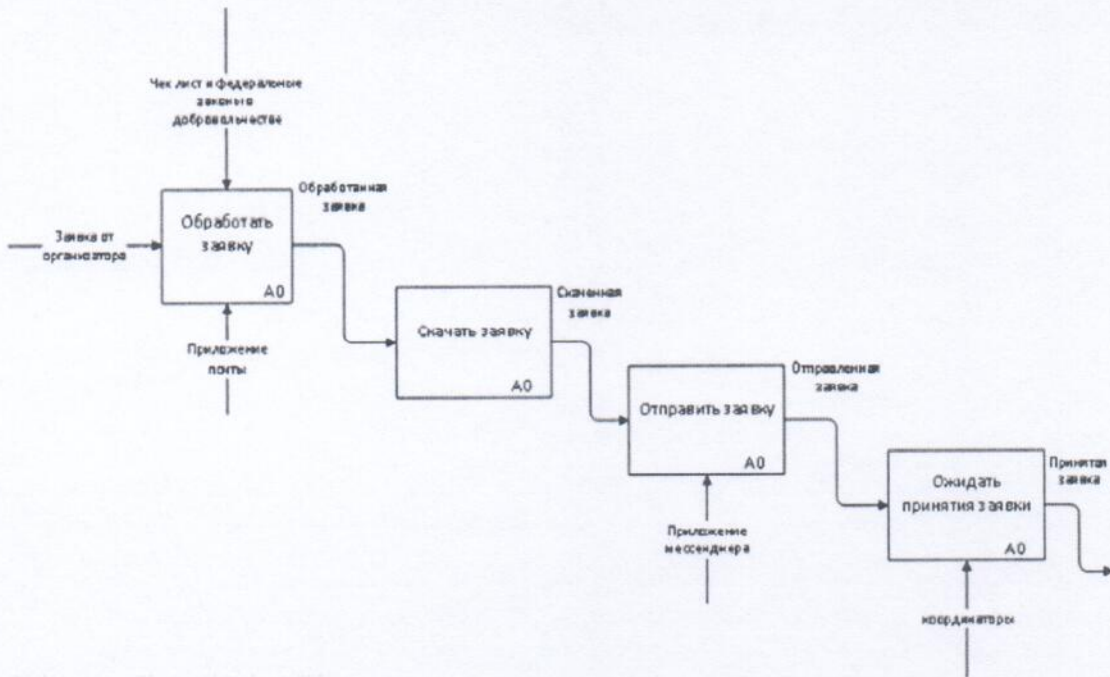 Чек лист и федеральные
законы о
добровольчестве
Заявка от
организатора
Обработать
заявку
A0
Обработанная
заявка
Приложение
почты
Скачать заявку
A0
Скаченная
заявка
Отправить заявку
A0
Отправленная
заявка
Приложение
мессенджера
Ожидать
принятия заявки
A0
Принятая
заявка
координаторы